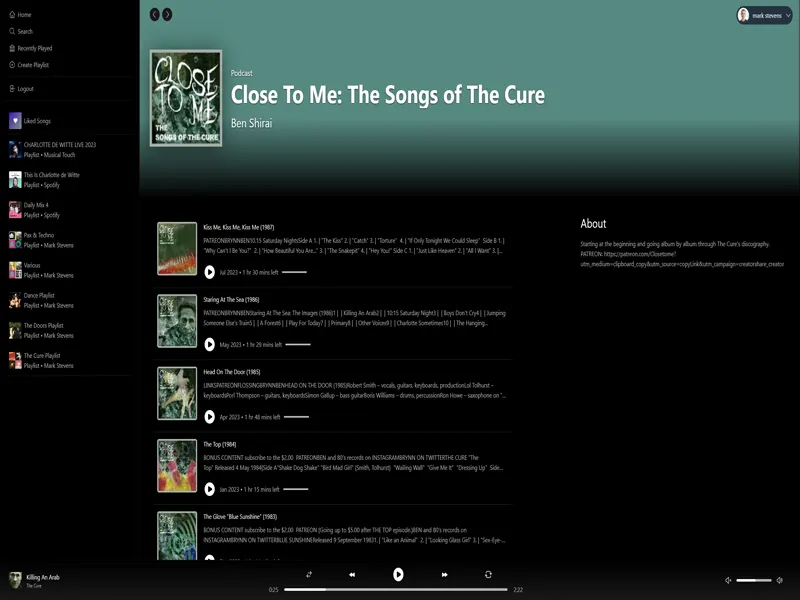 Home
Search
Recently Played
Create Playlist
Logout
Liked Songs
CHARLOTTE DE WITTE LIVE 2023
Playlist • Musical Touch
This Is Charlotte de Witte
Playlist • Spotify
Daily Mix 4
Playlist • Spotify
Pax & Techno
Playlist • Mark Stevens
Various
Playlist • Mark Stevens
Dance Playlist
Playlist • Mark Stevens
The Doors Playlist
Playlist • Mark Stevens
The Cure Playlist
Playlist • Mark Stevens
mark stevens
CLOSE
TO ME
THE
SONGS OF THE CURE
Podcast
Close To Me: The Songs of The Cure
Ben Shirai
Kiss Me, Kiss Me, Kiss Me (1987)
PATREONBRYNNBEN10.15 Saturday NightsSide A 1. | "The Kiss" 2. | "Catch" 3. | "Torture" 4. | "If Only Tonight We Could Sleep" Side B 1. |
"Why Can't I Be You?" 2. | "How Beautiful You Are..." 3. | "The Snakepit" 4. | "Hey You!" Side C 1. | "Just Like Heaven" 2. | "All I Want" 3. |...
Jul 2023 • 1 hr 30 mins left
Staring At The Sea (1986)
PATREONBRYNNBENStaring At The Sea: The Images (1986)1 | | Killing An Arab2 | | 10:15 Saturday Night3 | | Boys Don't Cry4 | | Jumping
Someone Else's Train5 | | A Forest6 | | Play For Today7 | | Primary8 | | Other Voices9 | | Charlotte Sometimes10 | | The Hanging...
May 2023 • 1 hr 29 mins left
Head On The Door (1985)
LINKSPATREONFLOSSINGBRYNNBENHEAD ON THE DOOR (1985)Robert Smith – vocals, guitars, keyboards, productionLol Tolhurst –
keyboardsPorl Thompson – guitars, keyboardsSimon Gallup – bass guitarBoris Williams – drums, percussionRon Howe – saxophone on "...
Apr 2023 • 1 hr 48 mins left
The Top (1984)
BONUS CONTENT subscribe to the $2.00 PATREONBEN and 80's records on INSTAGRAMBRYNN ON TWITTERTHE CURE "The
Top" Released 4 May 1984[Side A"Shake Dog Shake" "Bird Mad Girl" (Smith, Tolhurst) "Wailing Wall" "Give Me It" "Dressing Up" Side...
Jan 2023 • 1 hr 15 mins left
The Glove "Blue Sunshine" (1983)
BONUS CONTENT subscribe to the $2.00 PATREON (Going up to $5.00 after THE TOP episode.)BEN and 80's records on
INSTAGRAMBRYNN ON TWITTERBLUE SUNSHINEReleased 9 September 19831. | "Like an Animal" 2. | "Looking Glass Girl" 3. | "Sex-Eye-...
About
Starting at the beginning and going album by album through The Cure's discography.
PATREON: https://patreon.com/Closetome?
utm_medium=clipboard_copy&utm_source=copyLink&utm_campaign=creatorshare_creator
Killing An Arab
The Cure
0:25
2:22